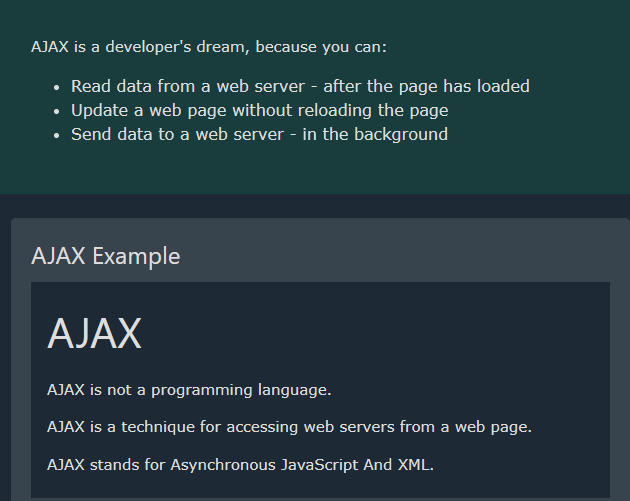 AJAX is a developer's dream, because you can:
• Read data from a web server - after the page has loaded
• Update a web page without reloading the page
• Send data to a web server - in the background
AJAX Example
AJAX
AJAX is not a programming language.
AJAX is a technique for accessing web servers from a web page.
AJAX stands for Asynchronous JavaScript And XML.